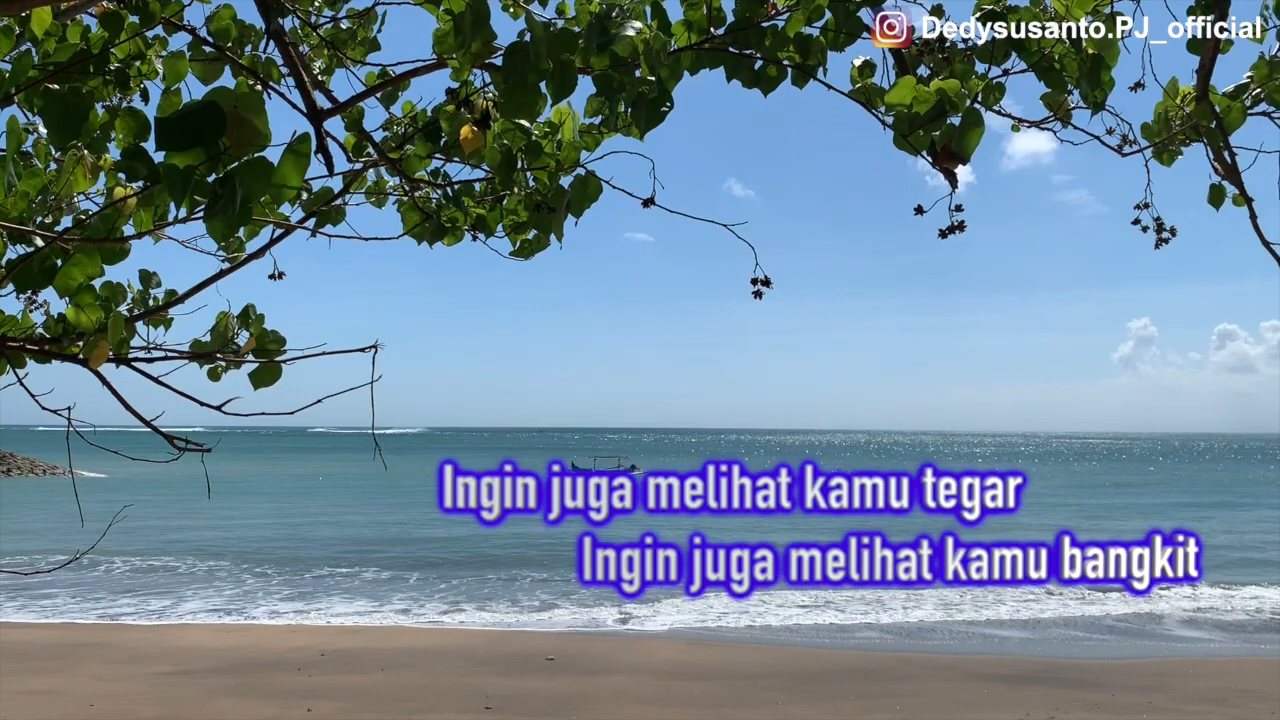 Dedysusanto.PJ_official
Ingin juga melihat kamu tegar
Ingin juga melihat kamu bangkit